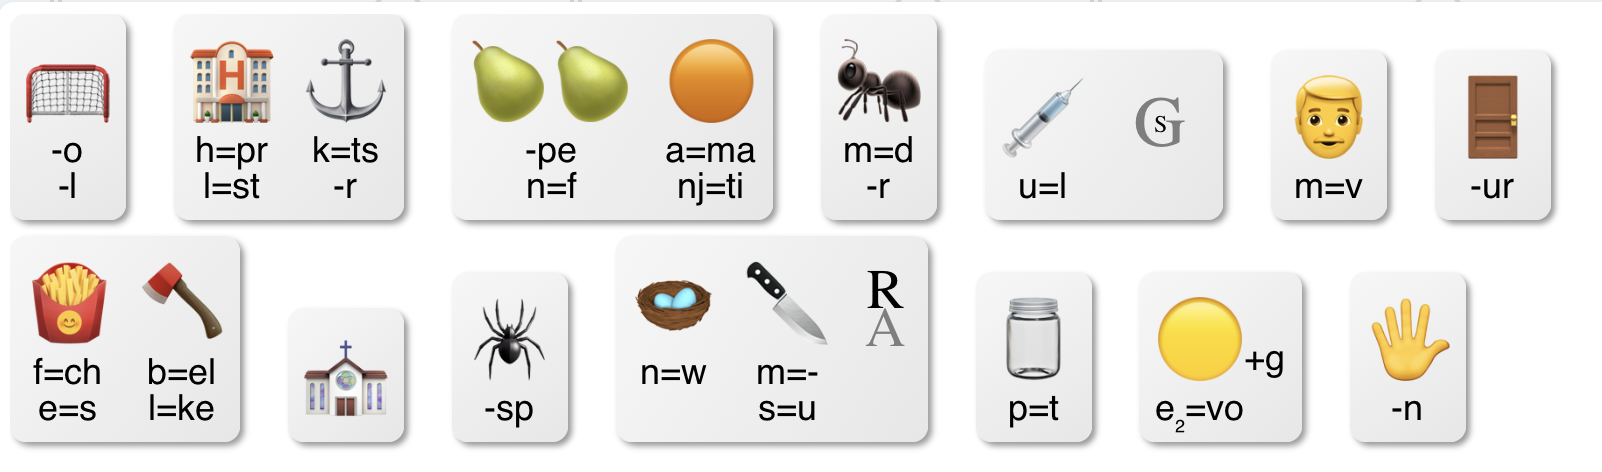 -o
-l
H
h=pr
l=st
k=ts
-r
-pe
n=f
a=ma
nj=ti
m=d
-r
u=l
G
s
m=v
-ur
f=ch
e=s
b=el
l=ke
-sp
n=w
m=-
s=u
R
A
p=t
+g
e₂=vo
-n